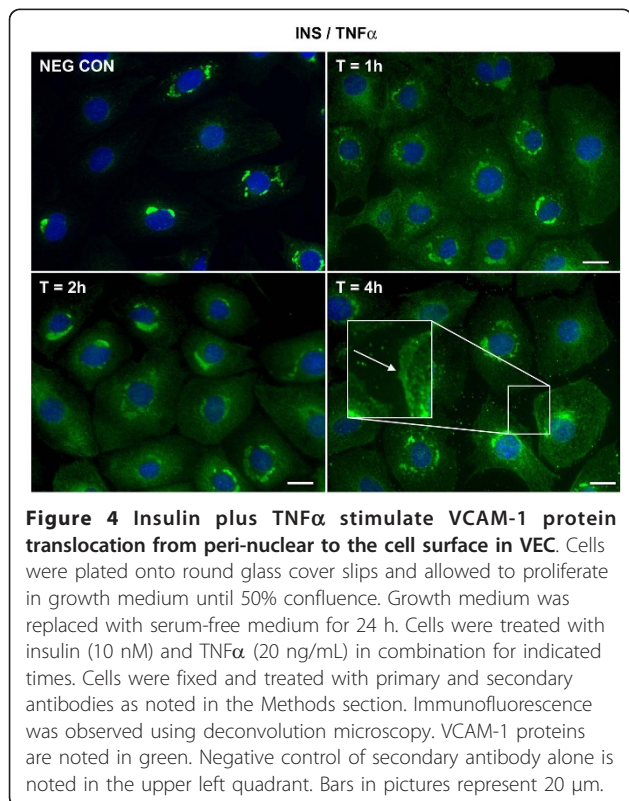 INS / TNFα
NEG CON
T = 1h
T = 2h
T = 4h
Figure 4 Insulin plus TNFα stimulate VCAM-1 protein
translocation from peri-nuclear to the cell surface in VEC. Cells
were plated onto round glass cover slips and allowed to proliferate
in growth medium until 50% confluence. Growth medium was
replaced with serum-free medium for 24 h. Cells were treated with
insulin (10 nM) and TNFα (20 ng/mL) in combination for indicated
times. Cells were fixed and treated with primary and secondary
antibodies as noted in the Methods section. Immunofluorescence
was observed using deconvolution microscopy. VCAM-1 proteins
are noted in green. Negative control of secondary antibody alone is
noted in the upper left quadrant. Bars in pictures represent 20 μm.